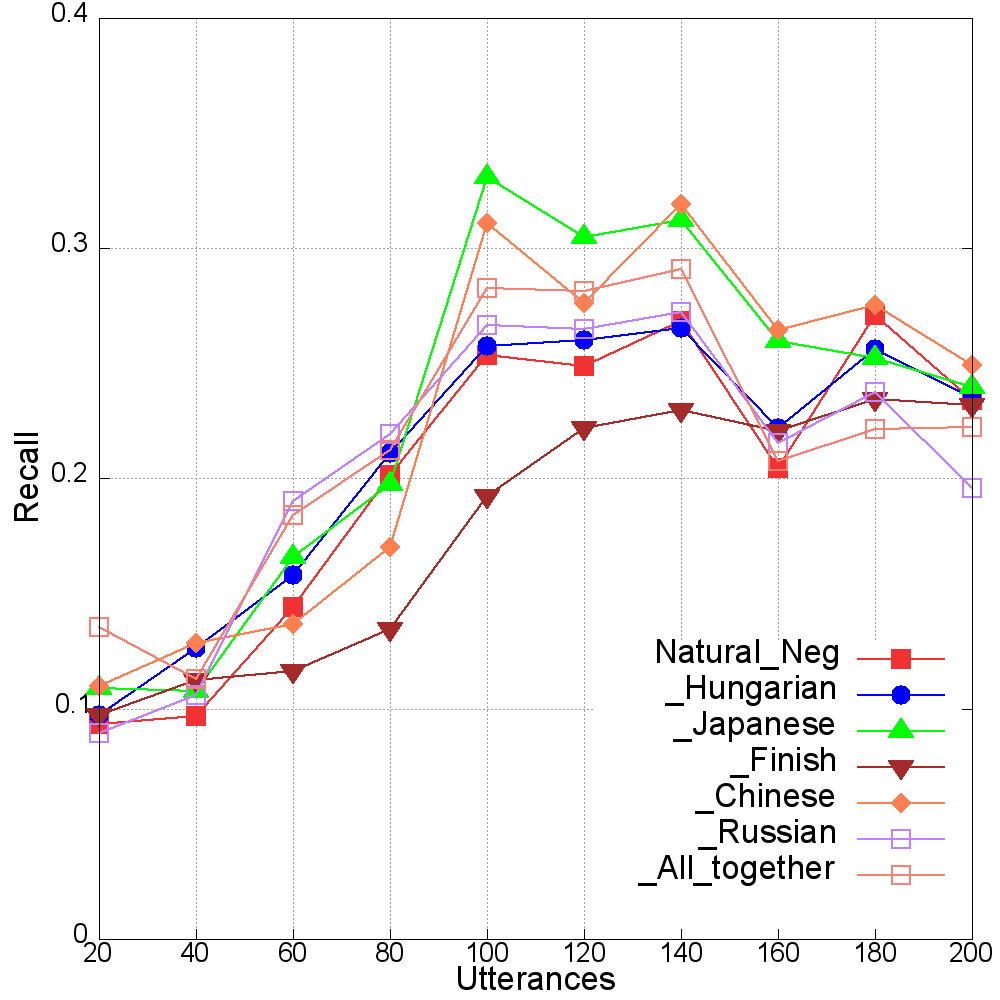 0.4
0.3
0.2
0.1
0
Recall
20 40 60 80 100 120 140 160 180 200
Utterances
Natural_Neg
_Hungarian
_Japanese
_Finish
_Chinese
_Russian
_All_together